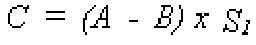 C = (A - B) x S₁